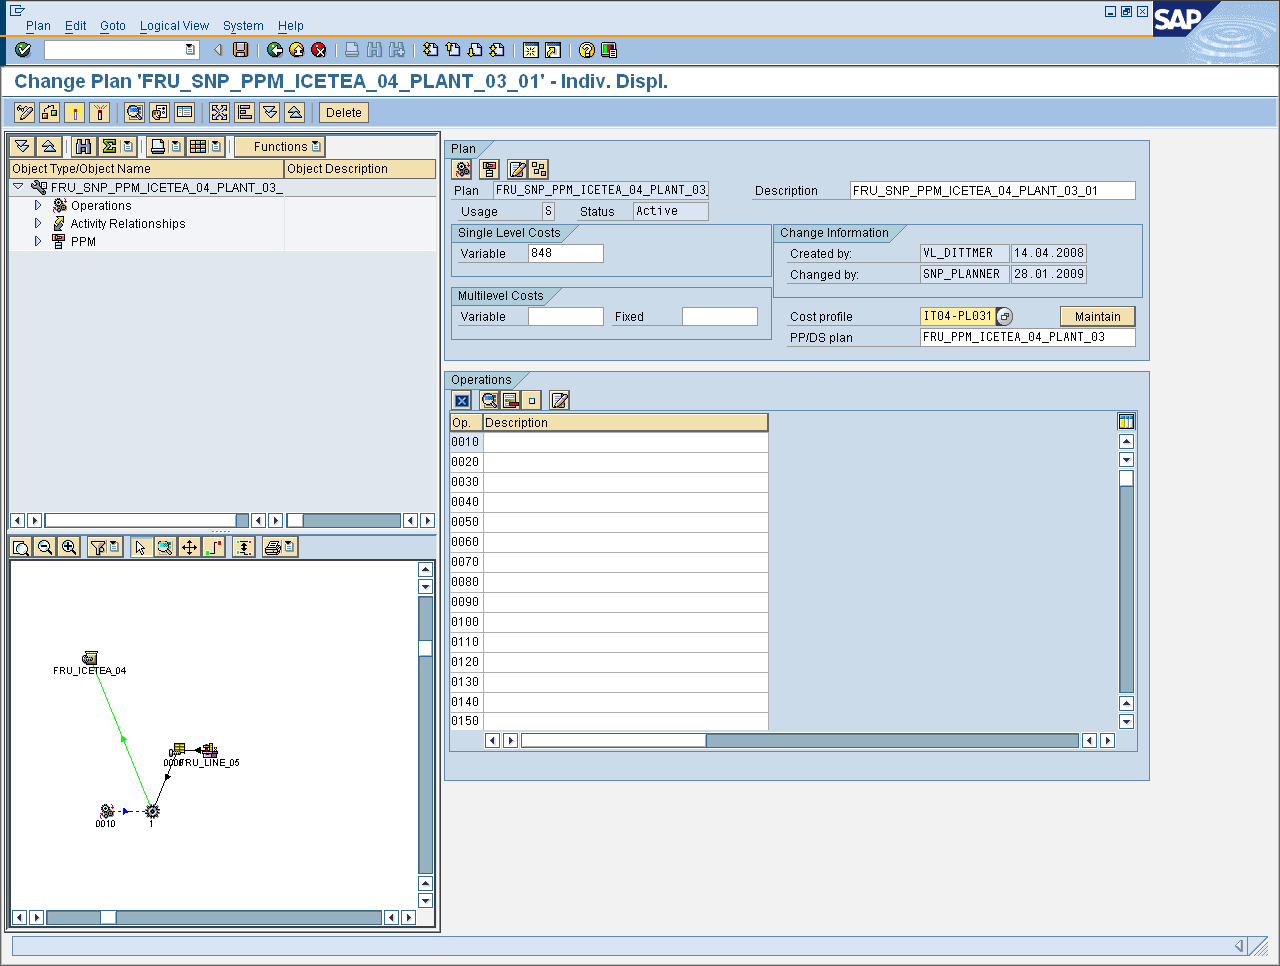 Plan Edit Goto Logical View System Help
SAP
Change Plan 'FRU_SNP_PPM_ICETEA_04_PLANT_03_01' - Indiv. Displ.
Delete
Functions
Object Type/Object Name Object Description
FRU_SNP_PPM_ICETEA_04_PLANT_03_
Operations
Activity Relationships
PPM
Plan
Plan FRU_SNP_PPM_ICETEA_04_PLANT_03_ Description FRU_SNP_PPM_ICETEA_04_PLANT_03_01
Usage S Status Active
Single Level Costs
Variable 848
Change Information
Created by: VL_DITTMER 14.04.2008
Changed by: SNP_PLANNER 28.01.2009
Multilevel Costs
Variable Fixed
Cost profile IT04-PL031 Maintain
PP/DS plan FRU_PPM_ICETEA_04_PLANT_03
Operations
Op. Description
0010
0020
0030
0040
0050
0060
0070
0080
0090
0100
0110
0120
0130
0140
0150
FRU_ICETEA_04
FRU_LINE_05
0010
1